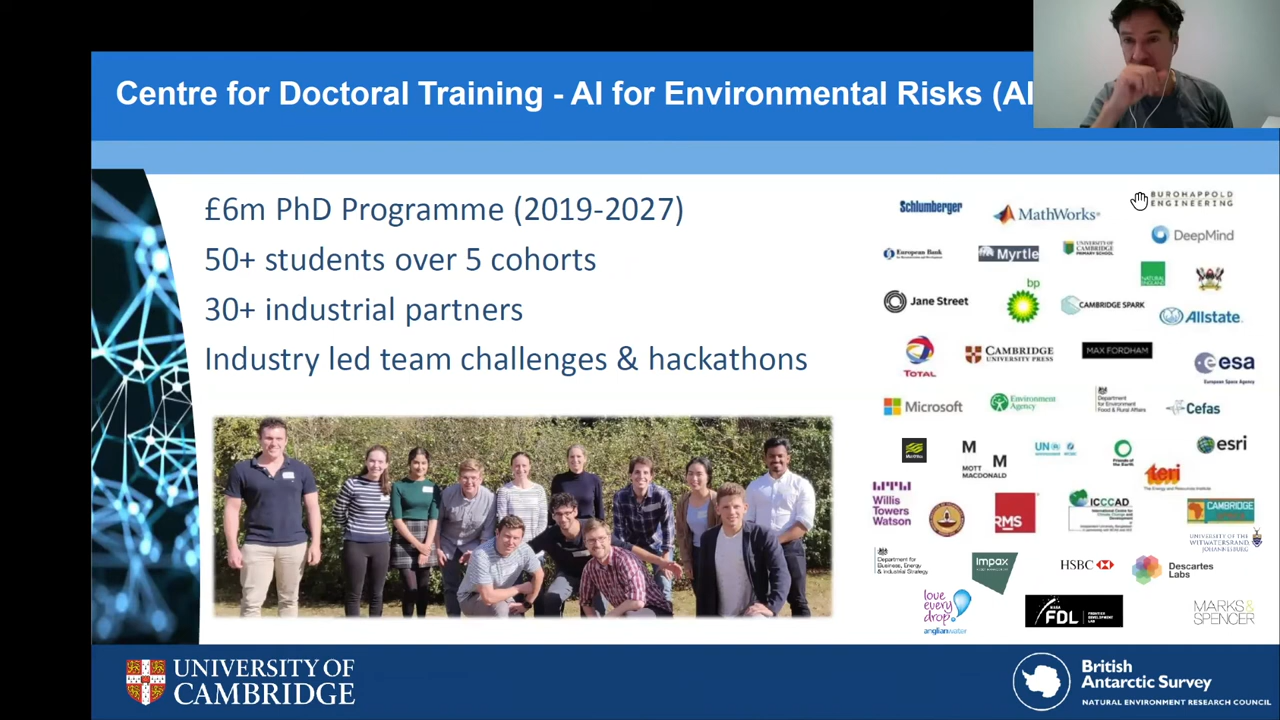 Centre for Doctoral Training - AI for Environmental Risks (AI
£6m PhD Programme (2019-2027)
50+ students over 5 cohorts
30+ industrial partners
Industry led team challenges & hackathons
Schlumberger
MathWorks
BUROHAPPOLD
ENGINEERING
DeepMind
European Bank
Myrtle
UNIVERSITY OF
CAMBRIDGE
PRIMARY SCHOOL
NATURAL
ENGLAND
Jane Street
bp
CAMBRIDGE SPARK
Allstate.
TOTAL
CAMBRIDGE
UNIVERSITY PRESS
MAX FORDHAM
esa
European Space Agency
Microsoft
Environment
Agency
Department
for Environment
Food & Rural Affairs
Cefas
M
M
MOTT
MACDONALD
UN
Friends of
the Earth
esri
teri
The Energy and Resources Institute
Willis
Towers
Watson
RMS
ICCCAD
CAMBRIDGE
UNIVERSITY OF THE
WITWATERSRAND,
JOHANNESBURG
Department for
Business, Energy
& Industrial Strategy
Impax
HSBC
Descartes
Labs
love
every
drop
anglianwater
FDL
FRONTIER
DEVELOPMENT
LAB
MARKS&
SPENCER
UNIVERSITY OF
CAMBRIDGE
British
Antarctic Survey
NATURAL ENVIRONMENT RESEARCH COUNCIL